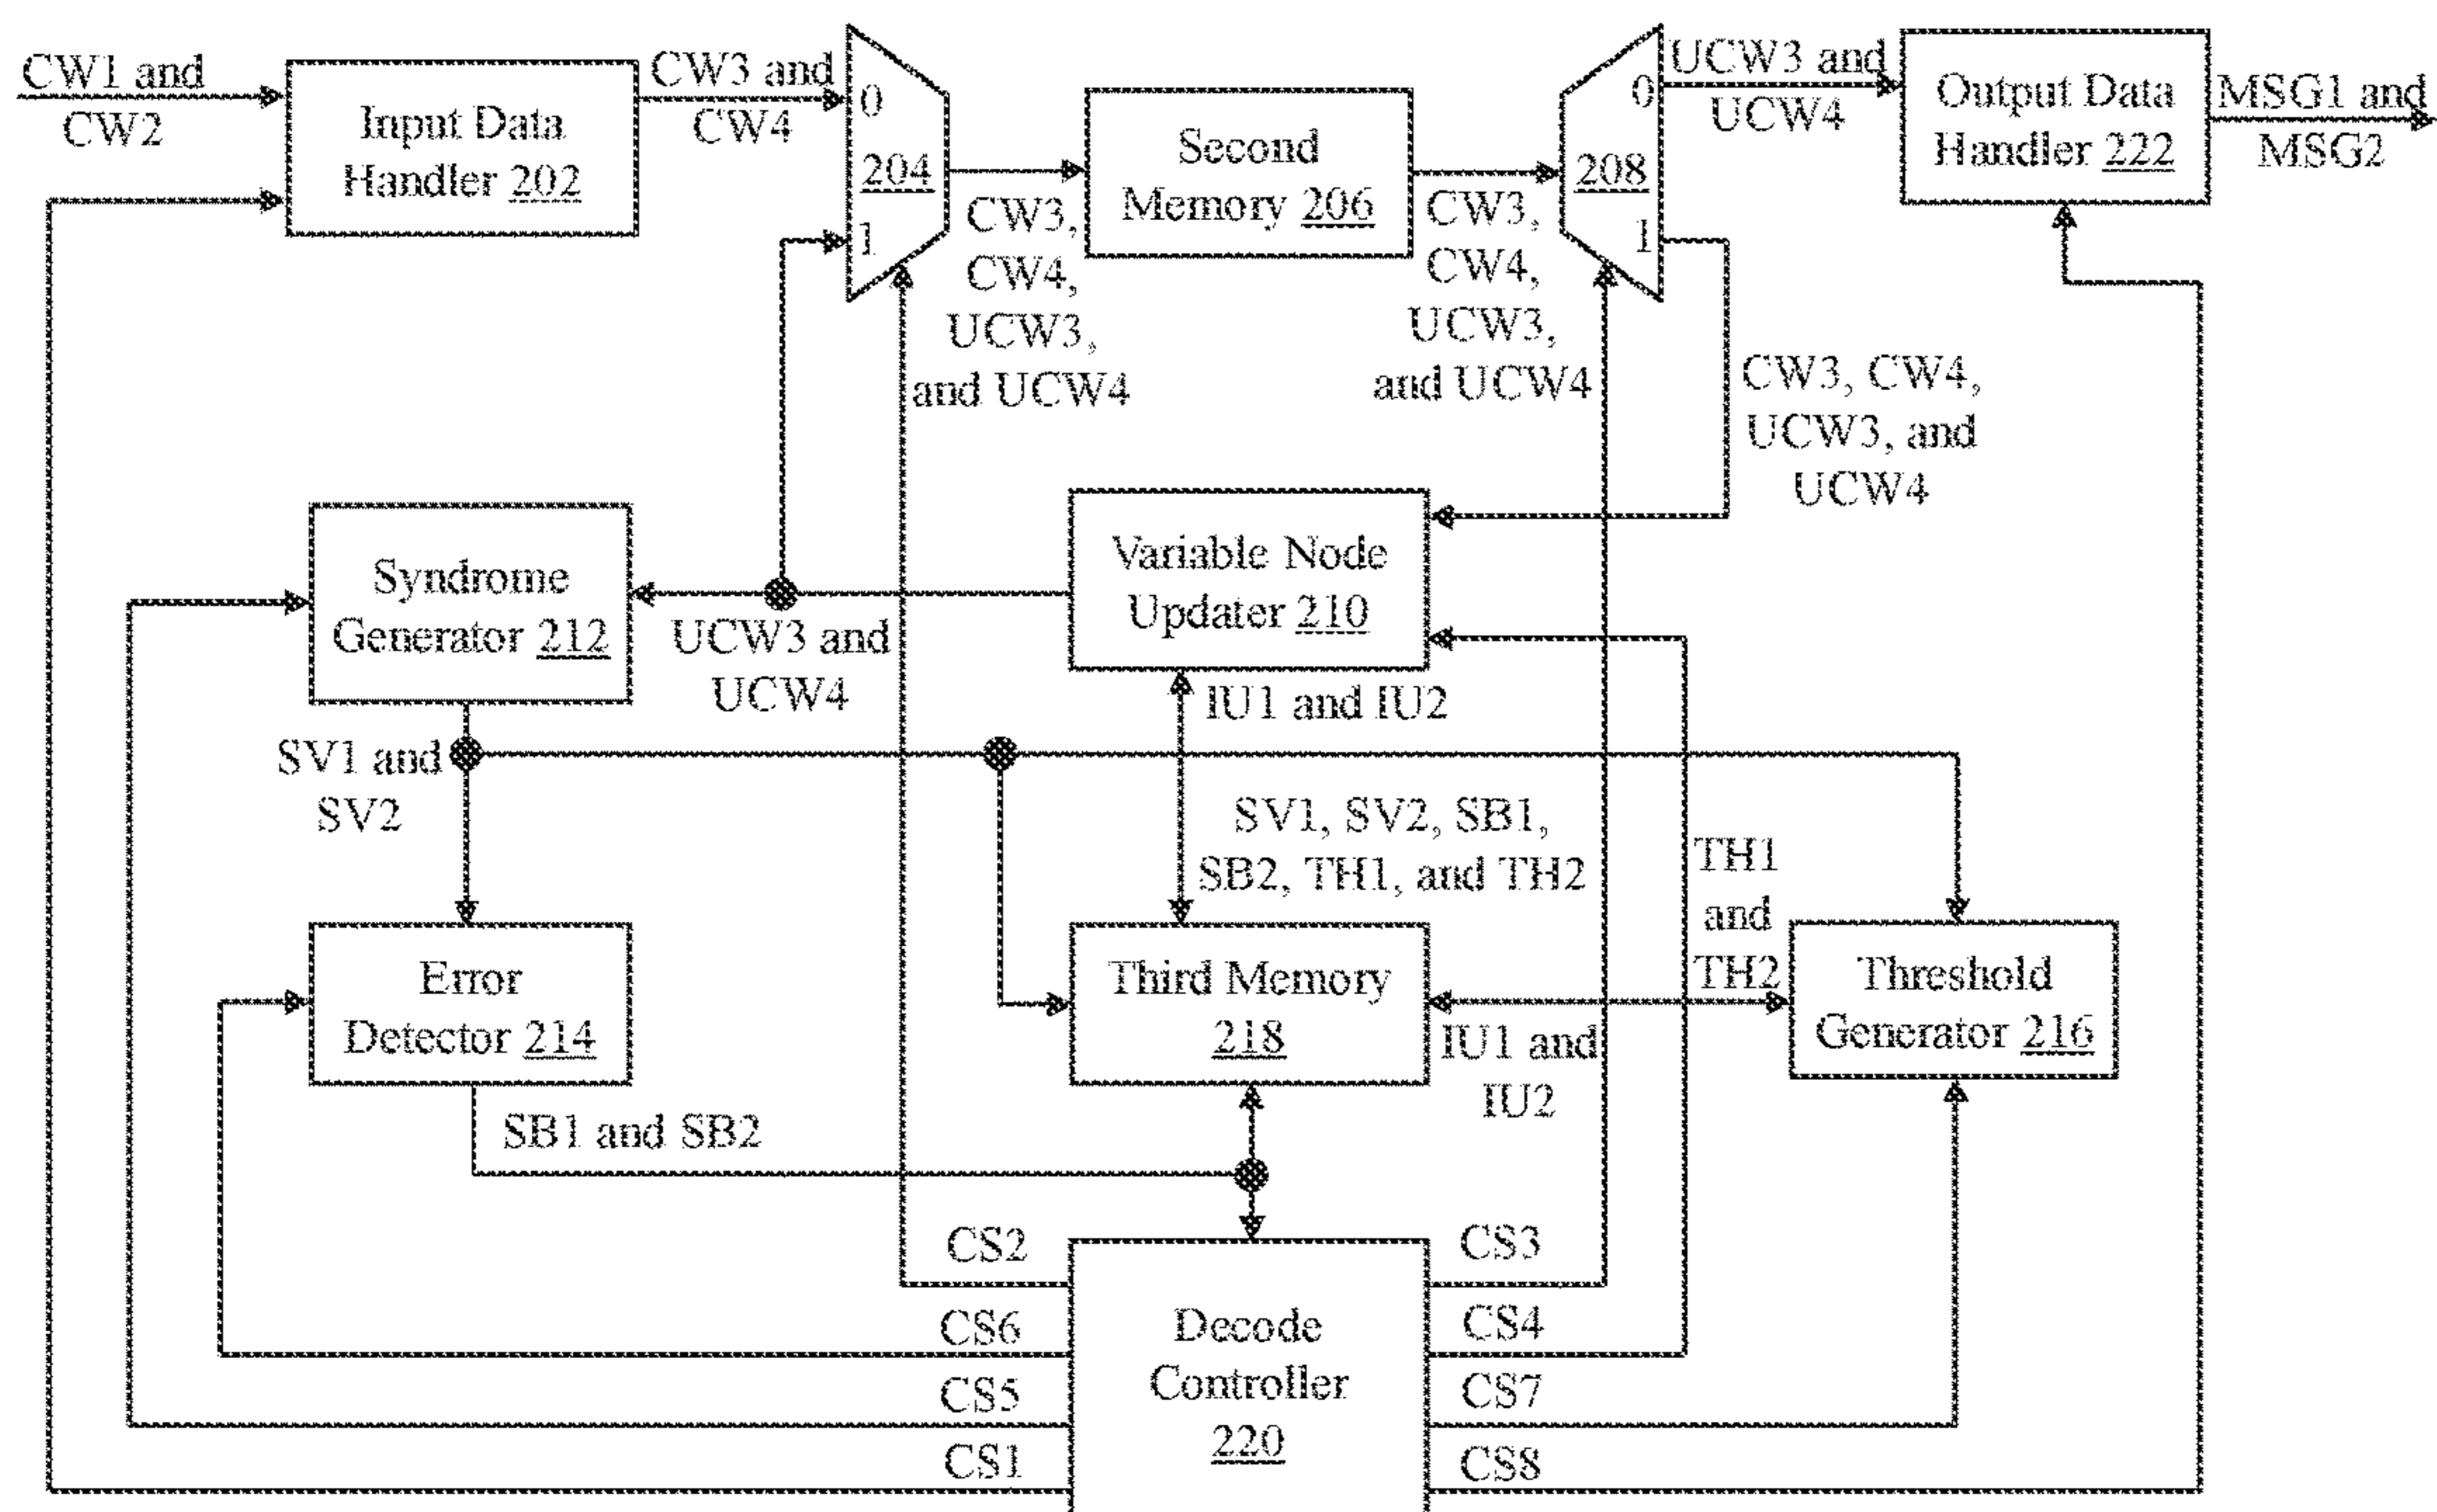 CW1 and
CW2
Input Data
Handler 202
CW3 and
CW4
0
204
1
CW3,
CW4,
UCW3,
and UCW4
Second
Memory 206
CW3,
CW4,
UCW3,
and UCW4
0
208
1
UCW3 and
UCW4
Output Data
Handler 222
MSG1 and
MSG2
CW3, CW4,
UCW3, and
UCW4
Syndrome
Generator 212
UCW3 and
UCW4
Variable Node
Updater 210
IU1 and IU2
SV1 and
SV2
SV1, SV2, SB1,
SB2, TH1, and TH2
TH1
and
TH2
Error
Detector 214
Third Memory
218
IU1 and
IU2
Threshold
Generator 216
SB1 and SB2
CS2
CS6
CS5
CS1
Decode
Controller
220
CS3
CS4
CS7
CS8